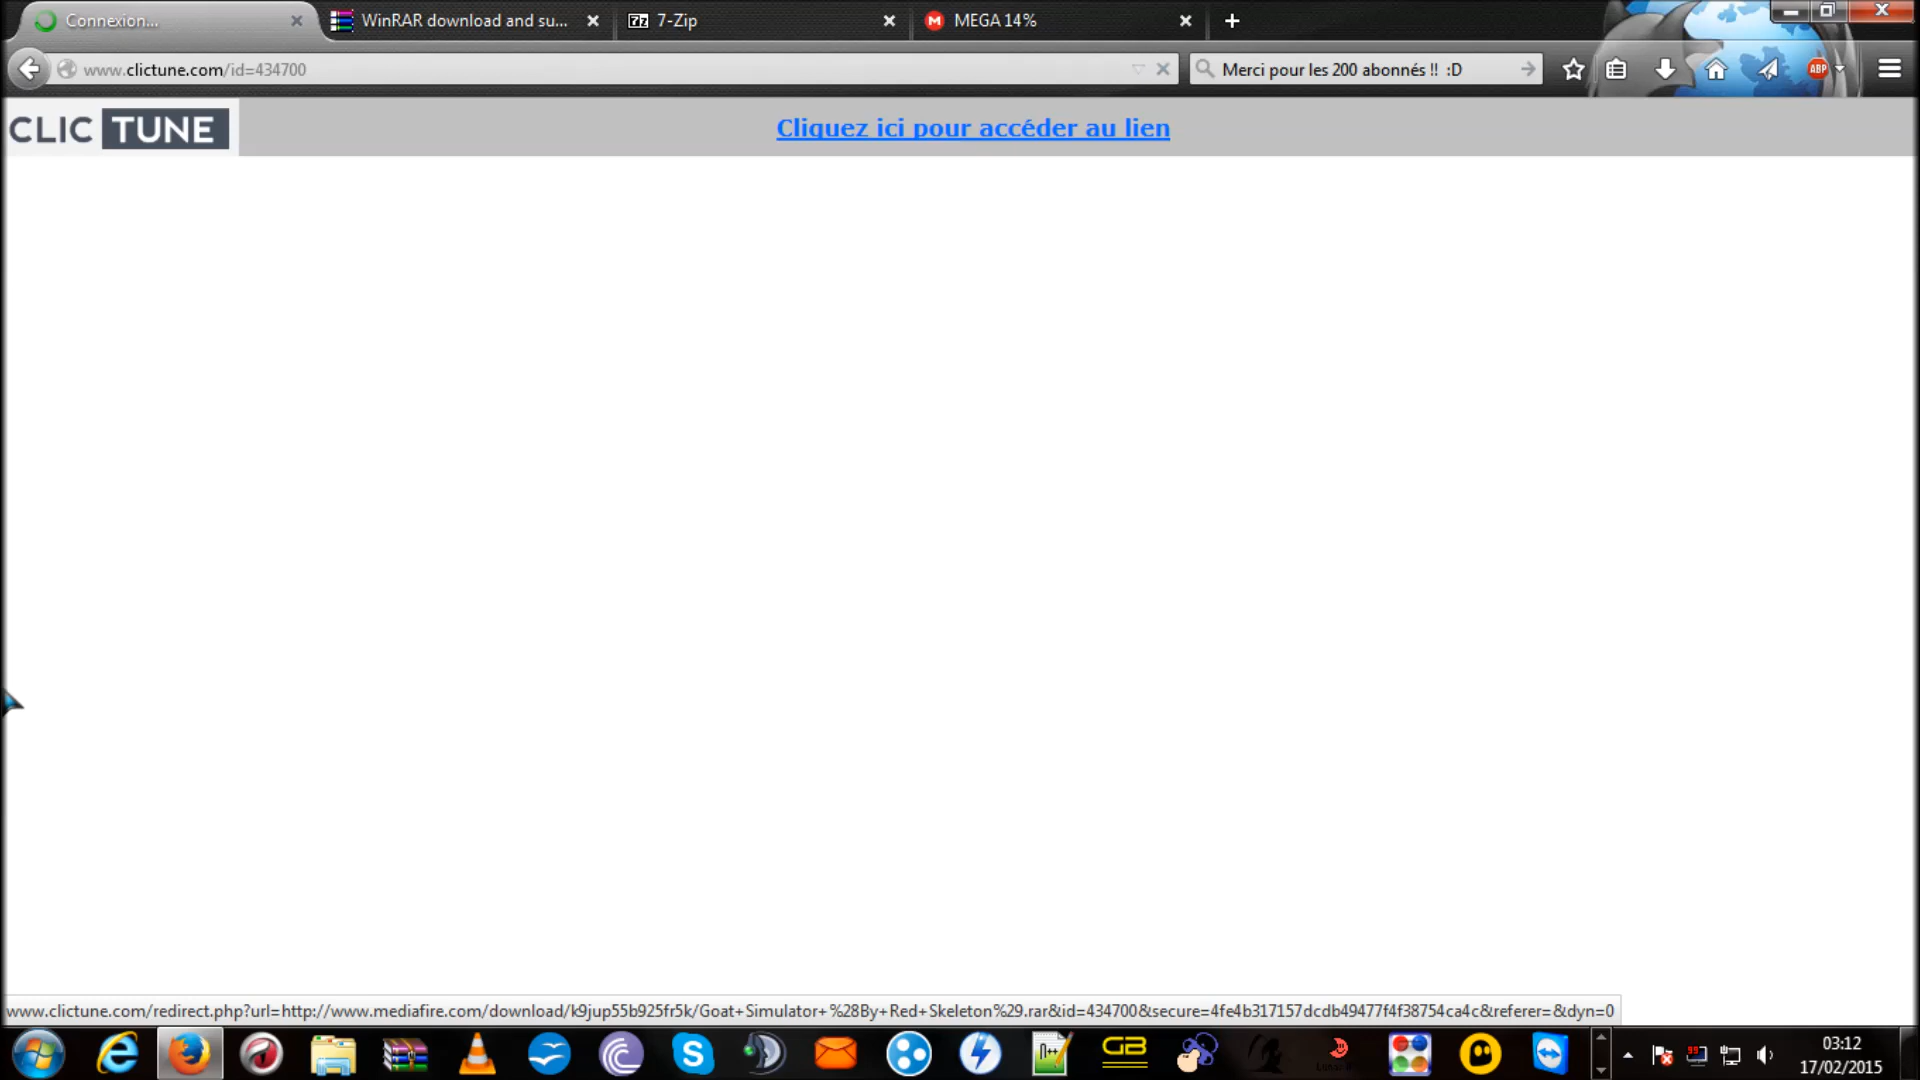 Connexion...
WinRAR download and su...
7-Zip
MEGA 14%
www.clictune.com/id=434700
Merci pour les 200 abonnés !! :D
ABP
CLIC TUNE
Cliquez ici pour accéder au lien
www.clictune.com/redirect.php?url=http://www.mediafire.com/download/k9jup55b925fr5k/Goat+Simulator+%28By+Red+Skeleton%29.rar&id=434700&secure=4fe4b317157dcdb49477f4f38754ca4c&referer=&dyn=0
GB
03:12
17/02/2015